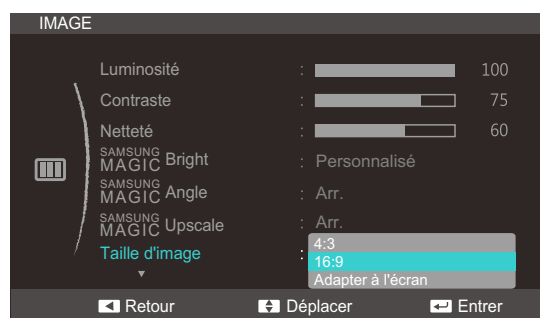 IMAGE
Luminosité : 100
Contraste : 75
Netteté : 60
SAMSUNG MAGIC Bright : Personnalisé
SAMSUNG MAGIC Angle : Arr.
SAMSUNG MAGIC Upscale : Arr.
Taille d'image : 4:3
16:9
Adapter à l'écran
Retour Déplacer Entrer